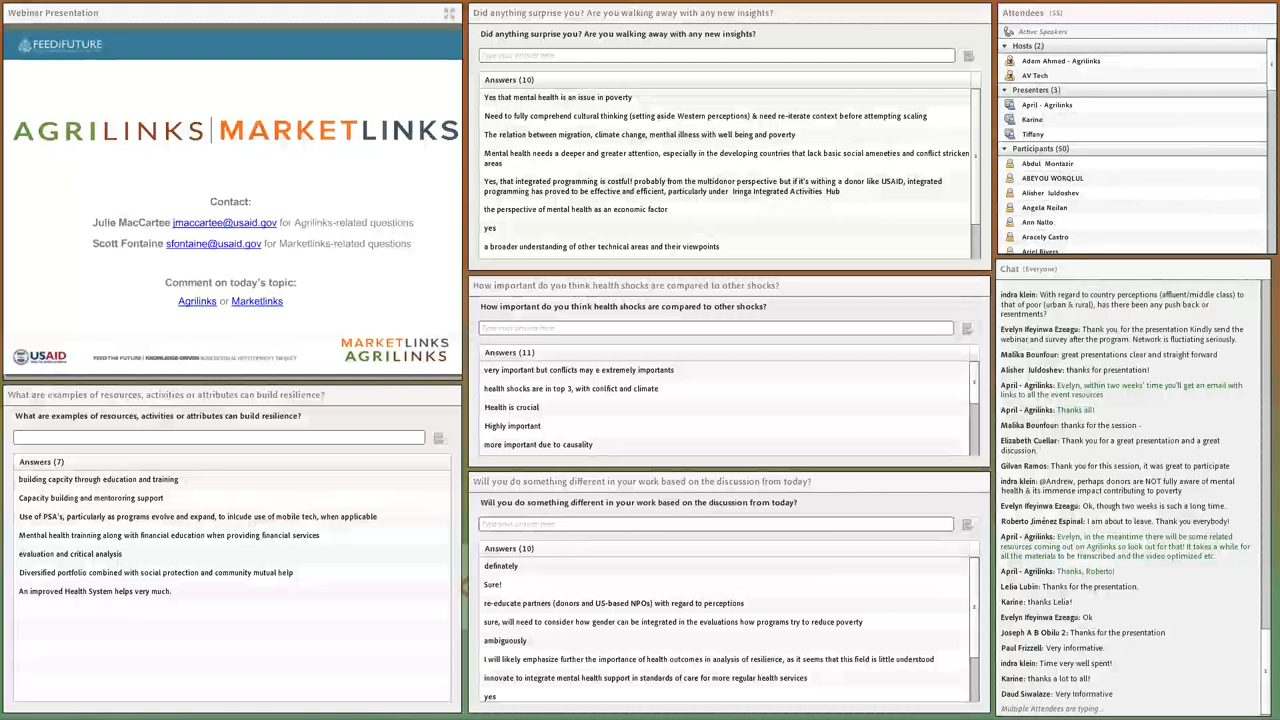 Webinar Presentation
FEED FUTURE
AGRILINKS | MARKETLINKS
Contact:
Julie MacCartee jmaccartee@usaid.gov for Agrilinks-related questions
Scott Fontaine sfontaine@usaid.gov for Marketlinks-related questions
Comment on today's topic:
Agrilinks or Marketlinks
USAID
MARKETLINKS
AGRILINKS
What are examples of resources, activities or attributes can build resilience?
What are examples of resources, activities or attributes can build resilience?
Answers (7)
building capcity through education and training
Capacity building and mentororing support
Use of PSA's, particularly as programs evolve and expand, to inlcude use of mobile tech, when applicable
Menthal health trainning along with financial education when providing financial services
evaluation and critical analysis
Diversified portfolio combined with social protection and community mutual help
An improved Health System helps very much.
Did anything surprise you? Are you walking away with any new insights?
Did anything surprise you? Are you walking away with any new insights?
Type your answer here
Answers (10)
Yes that mental health is an issue in poverty
Need to fully comprehend cultural thinking (setting aside Western perceptions) & need re-iterate context before attempting scaling
The relation between migration, climate change, menthal illness with well being and poverty
Mental health needs a deeper and greater attention, especially in the developing countries that lack basic social ameneties and conflict stricken
areas
Yes, that integrated programming is costful! probably from the multidonor perspective but if it's withing a donor like USAID, integrated
programming has proved to be effective and efficient, particularly under Iringa Integrated Activities Hub
the perspective of mental health as an economic factor
yes
a broader understanding of other technical areas and their viewpoints
How important do you think health shocks are compared to other shocks?
How important do you think health shocks are compared to other shocks?
Type your answer here
Answers (11)
very important but conflicts may e extremely importants
health shocks are in top 3, with conflict and climate
Health is crucial
Highly important
more important due to causality
Will you do something different in your work based on the discussion from today?
Will you do something different in your work based on the discussion from today?
Type your answer here
Answers (10)
definately
Sure!
re-educate partners (donors and US-based NPOs) with regard to perceptions
sure, will need to consider how gender can be integrated in the evaluations how programs try to reduce poverty
ambiguously
I will likely emphasize further the importance of health outcomes in analysis of resilience, as it seems that this field is little understood
innovate to integrate mental health support in standards of care for more regular health services
yes
Attendees (55)
Active Speakers
Hosts (2)
Adam Ahmed - Agrilinks
AV Tech
Presenters (3)
April - Agrilinks
Karine
Tiffany
Participants (50)
Abdul Montazir
ABEYOU WORQLUL
Alisher Iuldoshev
Angela Neilan
Ann Nallo
Aracely Castro
Ariel Rivers
Chat (Everyone)
indra klein: With regard to country perceptions (affluent/middle class) to
that of poor (urban & rural), has there been any push back or
resentments?
Evelyn Ifeyinwa Ezeagu: Thank you for the presentation Kindly send the
webinar and survey after the program. Network is fluctuating seriously.
Malika Bounfour: great presentations clear and straight forward
Alisher Iuldoshev: thanks for presentation!
April - Agrilinks: Evelyn, within two weeks' time you'll get an email with
links to all the event resources
April - Agrilinks: Thanks all!
Malika Bounfour: thanks for the session -
Elizabeth Cuellar: Thank you for a great presentation and a great
discussion.
Gilvan Ramos: Thank you for this session, it was great to participate
indra klein: @Andrew, perhaps donors are NOT fully aware of mental
health & its immense impact contributing to poverty
Evelyn Ifeyinwa Ezeagu: Ok, though two weeks is such a long time.
Roberto Jiménez Espinal: I am about to leave. Thank you everybody!
April - Agrilinks: Evelyn, in the meantime there will be some related
resources coming out on Agrilinks so look out for that! It takes a while for
all the materials to be transcribed and the video optimized etc.
April - Agrilinks: Thanks, Roberto!
Lelia Lubin: Thanks for the presentation.
Karine: thanks Lelia!
Evelyn Ifeyinwa Ezeagu: Ok
Joseph A B Obilu 2: Thanks for the presentation
Paul Frizzell: Very informative.
indra klein: Time very well spent!
Karine: thanks a lot to all!
Daud Siwalaze: Very Informative
Multiple Attendees are typing...